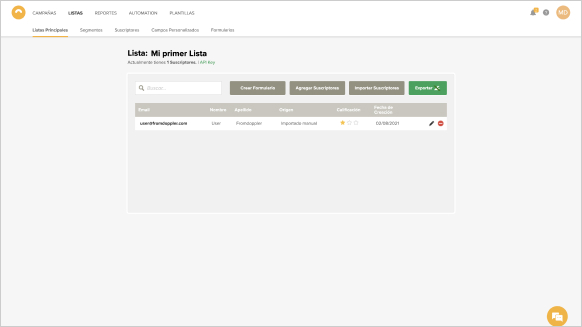 CAMPAÑAS LISTAS REPORTES AUTOMATION PLANTILLAS MD
Listas Principales Segmentos Suscriptores Campos Personalizados Formularios
Lista: Mi primer Lista
Actualmente tienes 1 Suscriptores. | API Key
Buscar... Crear Formulario Agregar Suscriptores Importar Suscriptores Exportar
Email Nombre Apellido Origen Calificación Fecha de Creación
user@fromdoppler.com User Fromdoppler Importado manual 02/08/2021